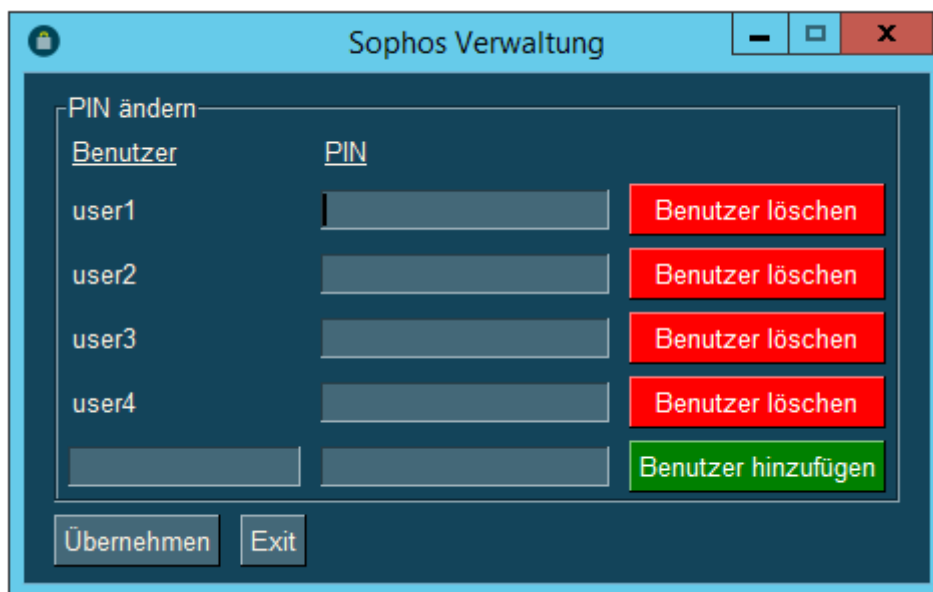 Sophos Verwaltung
PIN ändern
Benutzer PIN
user1 Benutzer löschen
user2 Benutzer löschen
user3 Benutzer löschen
user4 Benutzer löschen
Benutzer hinzufügen
Übernehmen Exit